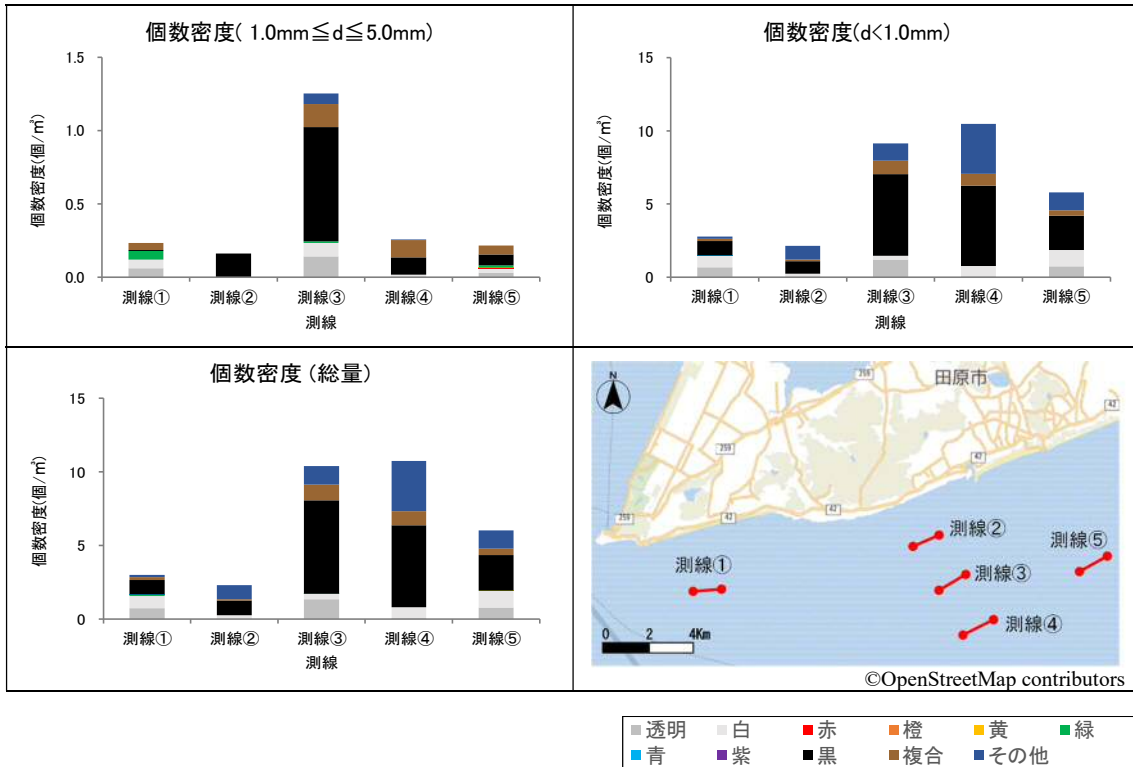 個数密度( 1.0mm≦d≦5.0mm)
1.5
1.0
0.5
0.0
個数密度(個/㎥)
測線① 測線② 測線③ 測線④ 測線⑤
測線
個数密度(d<1.0mm)
15
10
5
0
個数密度(個/㎥)
測線① 測線② 測線③ 測線④ 測線⑤
測線
個数密度 (総量)
15
10
5
0
個数密度(個/㎥)
測線① 測線② 測線③ 測線④ 測線⑤
測線
N
259
田原市
42
259
42
259
42
42
測線①
測線②
測線③
測線④
測線⑤
0 2 4Km
©OpenStreetMap contributors
透明 白 赤 橙 黄 緑
青 紫 黒 複合 その他